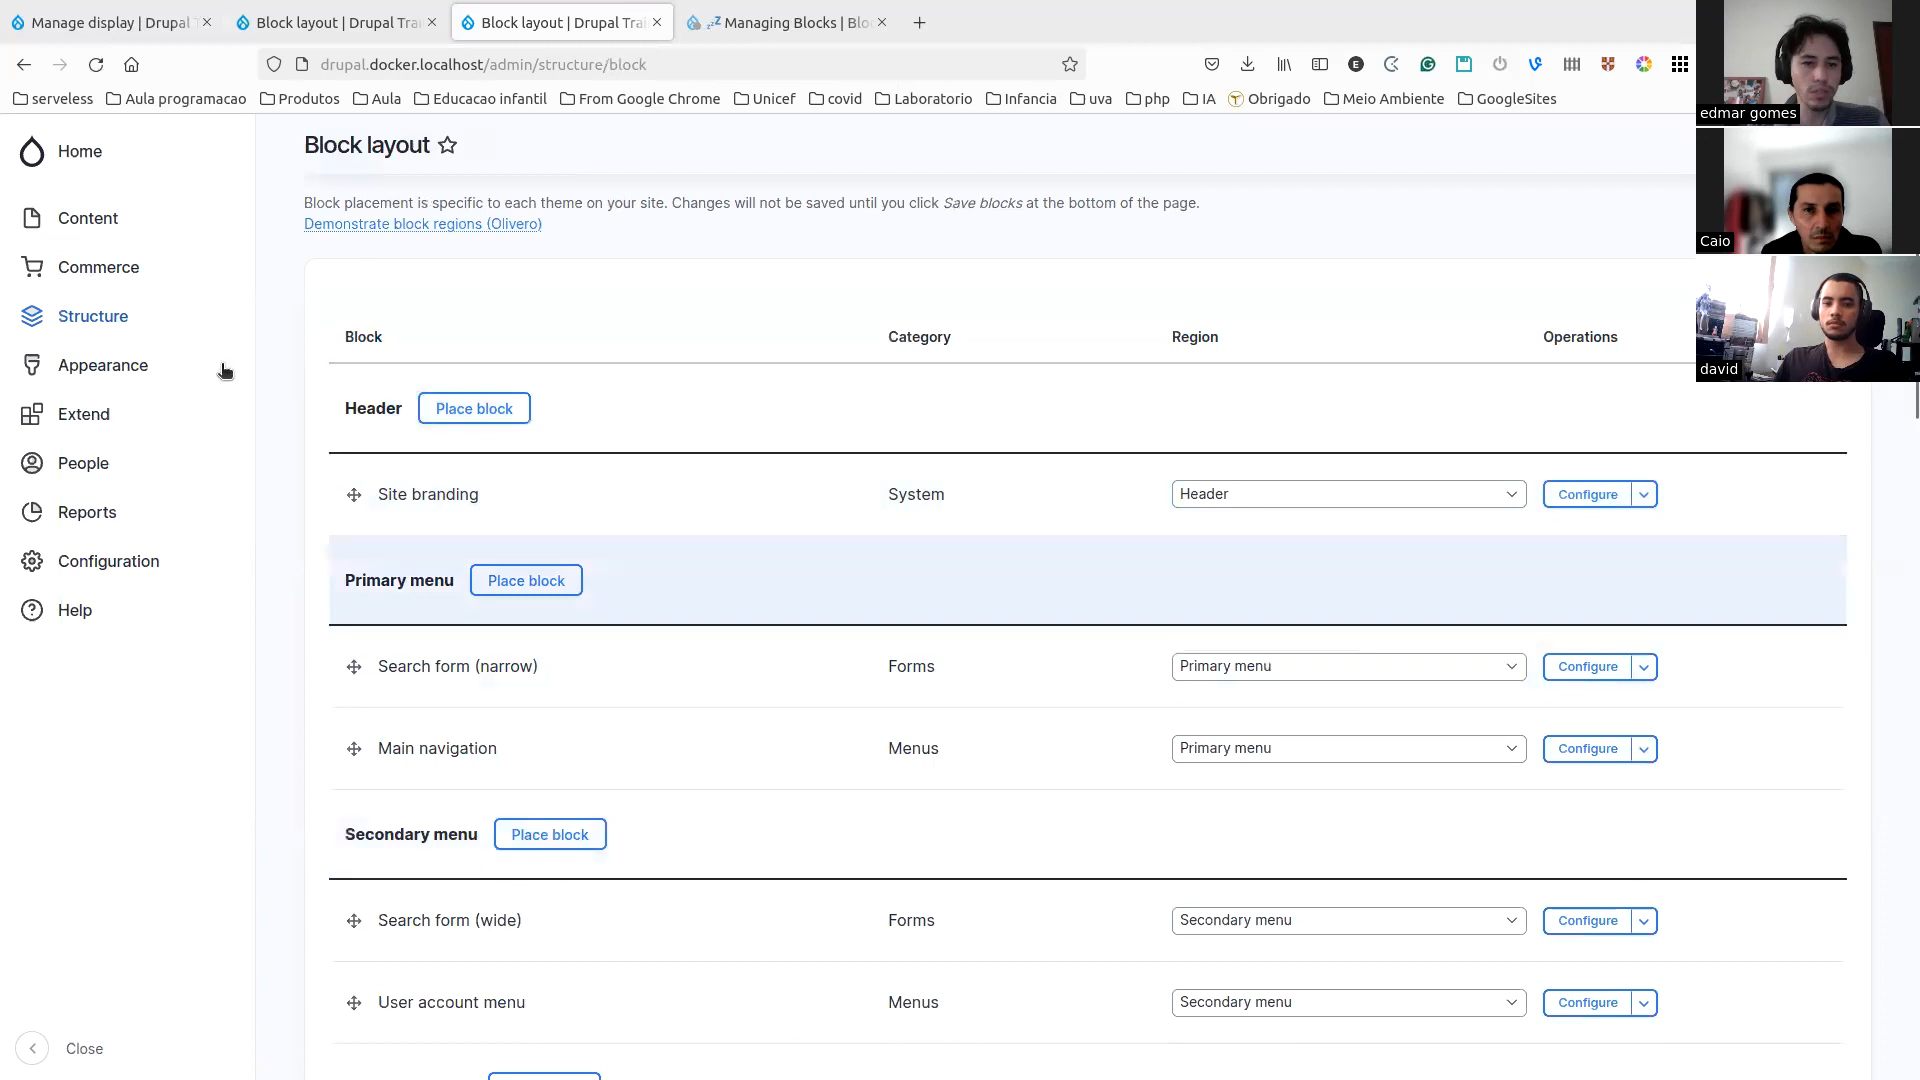 Manage display | Drupal T
Block layout | Drupal Trai
Block layout | Drupal Trai
Managing Blocks | Blo
drupal.docker.localhost/admin/structure/block
serveless
Aula programacao
Produtos
Aula
Educacao infantil
From Google Chrome
Unicef
covid
Laboratorio
Infancia
uva
php
IA
Obrigado
Meio Ambiente
GoogleSites
edmar gomes
Caio
david
Home
Content
Commerce
Structure
Appearance
Extend
People
Reports
Configuration
Help
Close
Block layout
Block placement is specific to each theme on your site. Changes will not be saved until you click Save blocks at the bottom of the page.
Demonstrate block regions (Olivero)
Block Category Region Operations
Header Place block
Site branding System Header Configure
Primary menu Place block
Search form (narrow) Forms Primary menu Configure
Main navigation Menus Primary menu Configure
Secondary menu Place block
Search form (wide) Forms Secondary menu Configure
User account menu Menus Secondary menu Configure